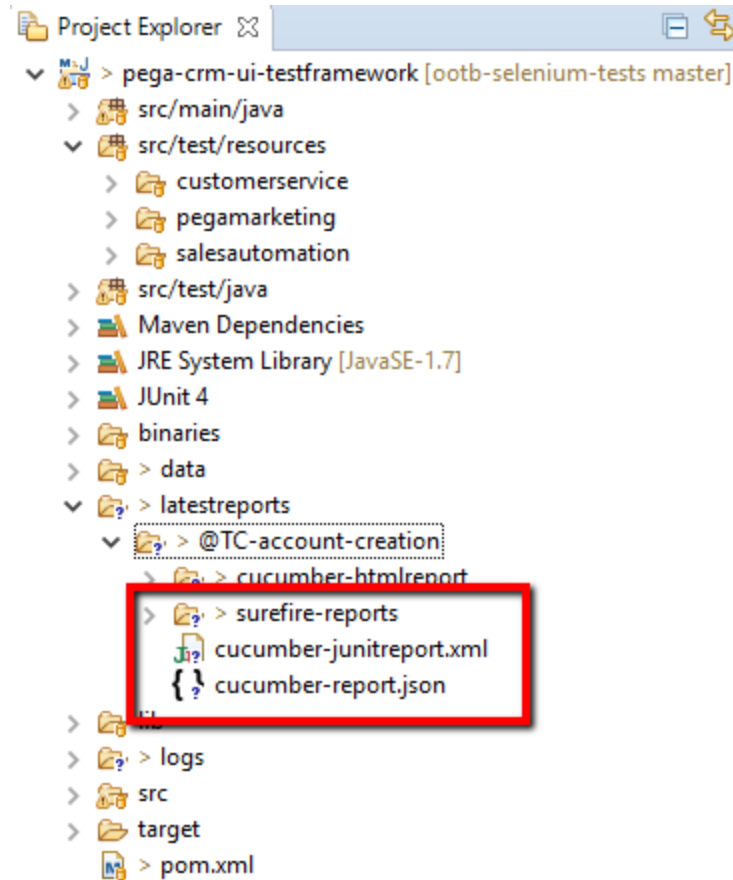 Project Explorer
> pega-crm-ui-testframework [ootb-selenium-tests master]
src/main/java
src/test/resources
customerservice
pegamarketing
salesautomation
src/test/java
Maven Dependencies
JRE System Library [JavaSE-1.7]
JUnit 4
binaries
> data
> latestreports
> @TC-account-creation
> cucumber-htmlreport
> surefire-reports
cucumber-junitreport.xml
cucumber-report.json
lib
> logs
src
target
> pom.xml